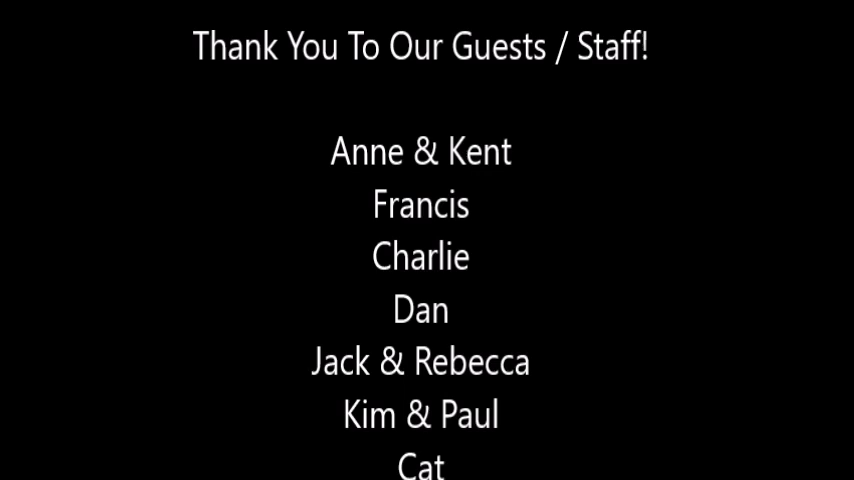 Thank You To Our Guests / Staff!
Anne & Kent
Francis
Charlie
Dan
Jack & Rebecca
Kim & Paul
Cat